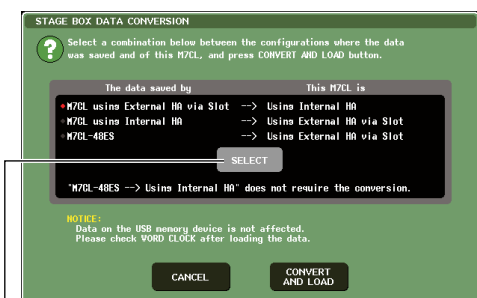 STAGE BOX DATA CONVERSION
Select a combination below between the configurations where the data
was saved and of this M7CL, and press CONVERT AND LOAD button.
The data saved by This M7CL is
M7CL using External HA via Slot --> Using Internal HA
M7CL using Internal HA --> Using External HA via Slot
M7CL-48ES --> Using External HA via Slot
SELECT
"M7CL-48ES --> Using Internal HA" does not require the conversion.
NOTICE:
Data on the USB memory device is not affected.
Please check WORD CLOCK after loading the data.
CANCEL
CONVERT
AND LOAD